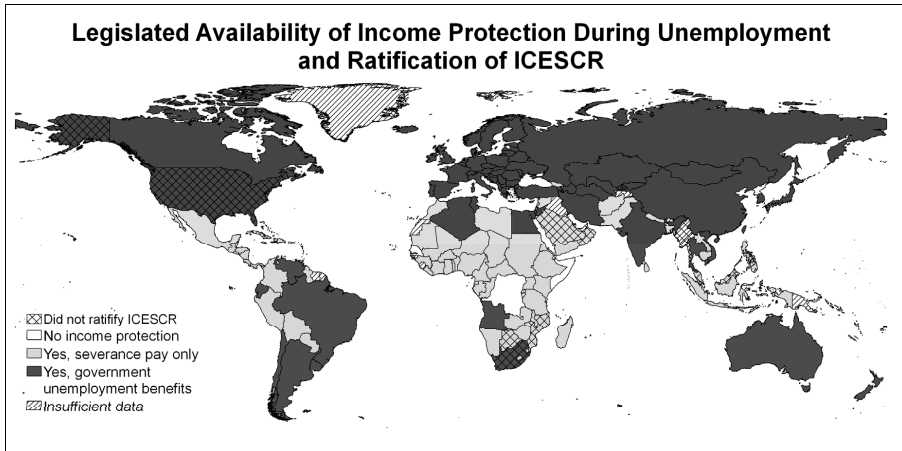 Legislated Availability of Income Protection During Unemployment
and Ratification of ICESCR
Did not ratifify ICESCR
No income protection
Yes, severance pay only
Yes, government
unemployment benefits
Insufficient data